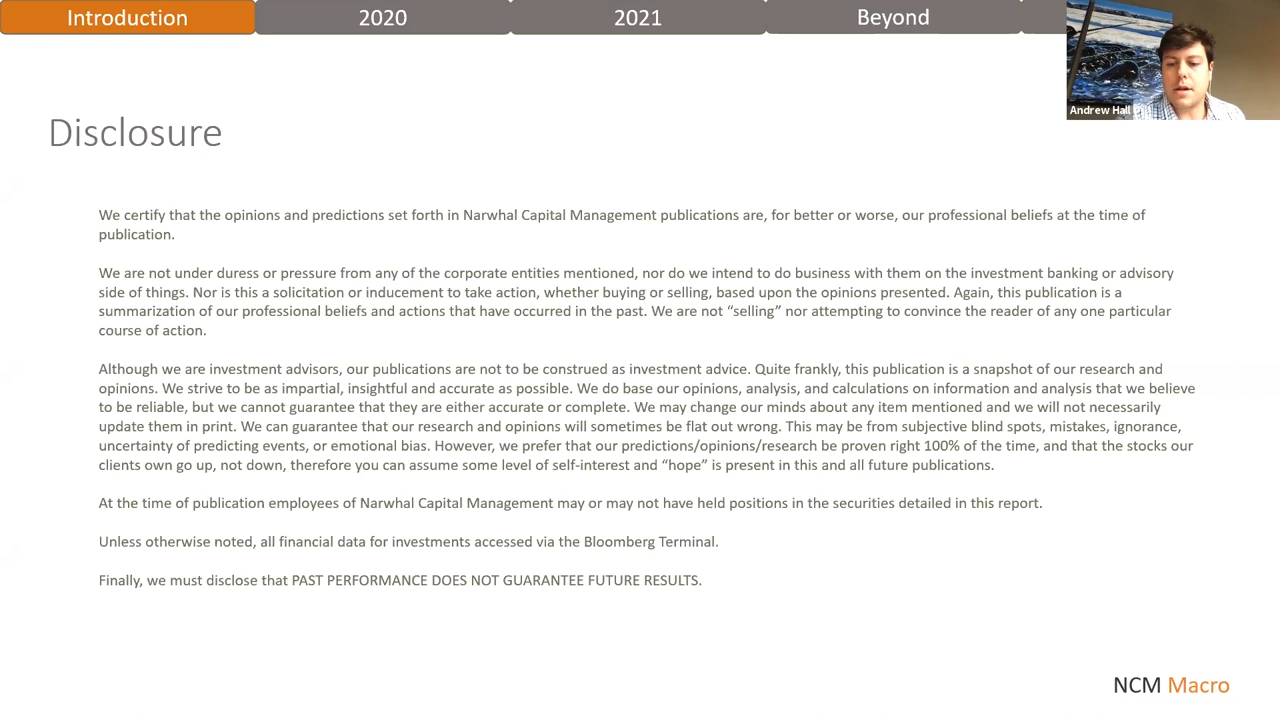 Introduction
2020
2021
Beyond
Andrew Hall
Disclosure
We certify that the opinions and predictions set forth in Narwhal Capital Management publications are, for better or worse, our professional beliefs at the time of
publication.
We are not under duress or pressure from any of the corporate entities mentioned, nor do we intend to do business with them on the investment banking or advisory
side of things. Nor is this a solicitation or inducement to take action, whether buying or selling, based upon the opinions presented. Again, this publication is a
summarization of our professional beliefs and actions that have occurred in the past. We are not “selling” nor attempting to convince the reader of any one particular
course of action.
Although we are investment advisors, our publications are not to be construed as investment advice. Quite frankly, this publication is a snapshot of our research and
opinions. We strive to be as impartial, insightful and accurate as possible. We do base our opinions, analysis, and calculations on information and analysis that we believe
to be reliable, but we cannot guarantee that they are either accurate or complete. We may change our minds about any item mentioned and we will not necessarily
update them in print. We can guarantee that our research and opinions will sometimes be flat out wrong. This may be from subjective blind spots, mistakes, ignorance,
uncertainty of predicting events, or emotional bias. However, we prefer that our predictions/opinions/research be proven right 100% of the time, and that the stocks our
clients own go up, not down, therefore you can assume some level of self-interest and “hope” is present in this and all future publications.
At the time of publication employees of Narwhal Capital Management may or may not have held positions in the securities detailed in this report.
Unless otherwise noted, all financial data for investments accessed via the Bloomberg Terminal.
Finally, we must disclose that PAST PERFORMANCE DOES NOT GUARANTEE FUTURE RESULTS.
NCM Macro